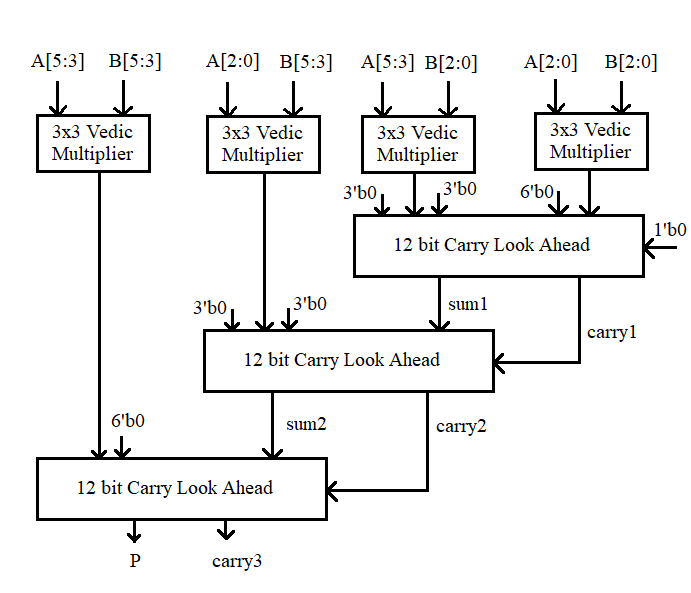 A[5:3] B[5:3] A[2:0] B[5:3] A[5:3] B[2:0] A[2:0] B[2:0]
3x3 Vedic
Multiplier
3x3 Vedic
Multiplier
3x3 Vedic
Multiplier
3x3 Vedic
Multiplier
3'b0 3'b0 6'b0
1'b0
12 bit Carry Look Ahead
sum1
carry1
3'b0 3'b0
12 bit Carry Look Ahead
sum2
carry2
6'b0
12 bit Carry Look Ahead
P carry3